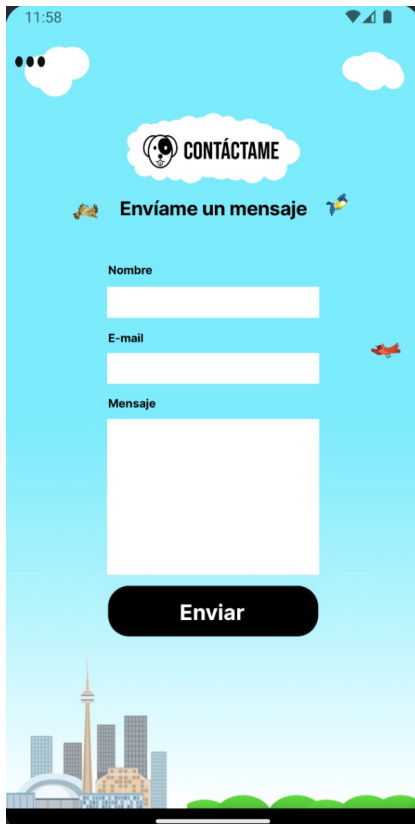 11:58
CONTÁCTAME
Envíame un mensaje
Nombre
E-mail
Mensaje
Enviar